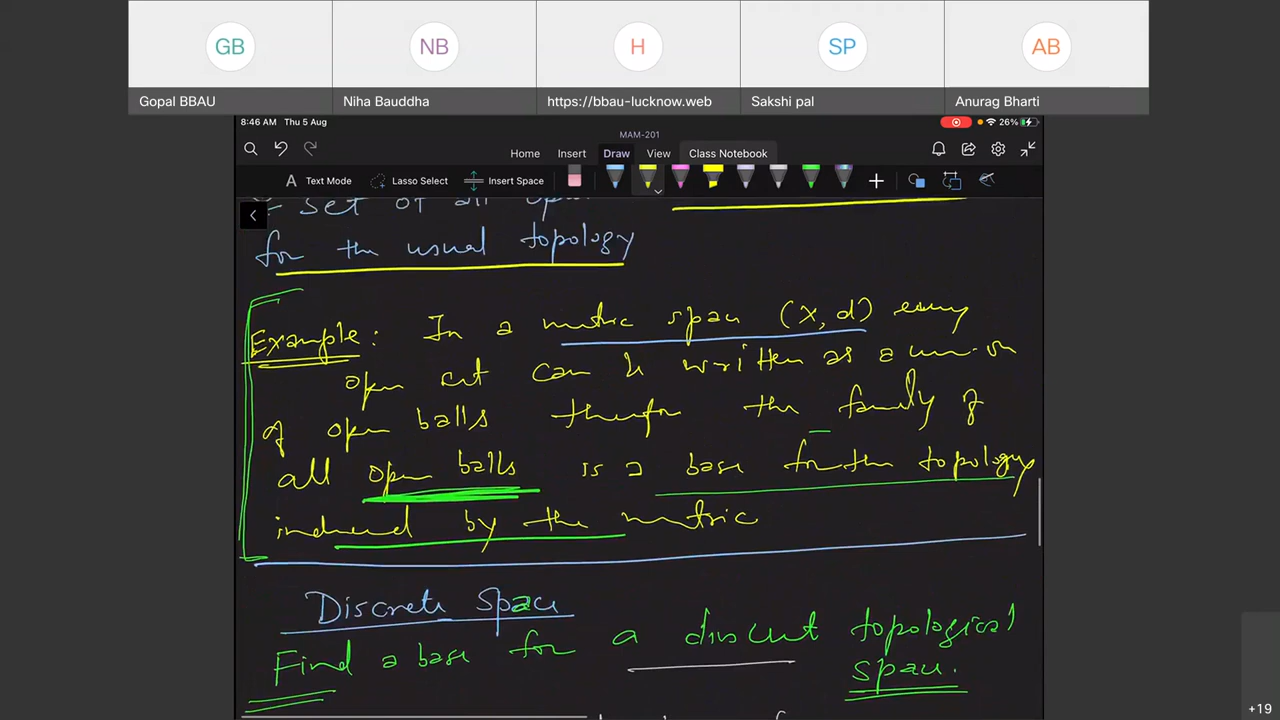 GB NB H SP AB
Gopal BBAU Niha Bauddha https://bbau-lucknow.web Sakshi pal Anurag Bharti
8:46 AM Thu 5 Aug 26%
MAM-201
Home Insert Draw View Class Notebook
A Text Mode Lasso Select Insert Space
set of all open
for the usual topology
Example: In a metric space (X, d) every
open set can be written as a union
of open balls therefore the family of
all open balls is a base for the topology
induced by the metric
Discrete Space
Find a base for a discrete topological
space.
+19